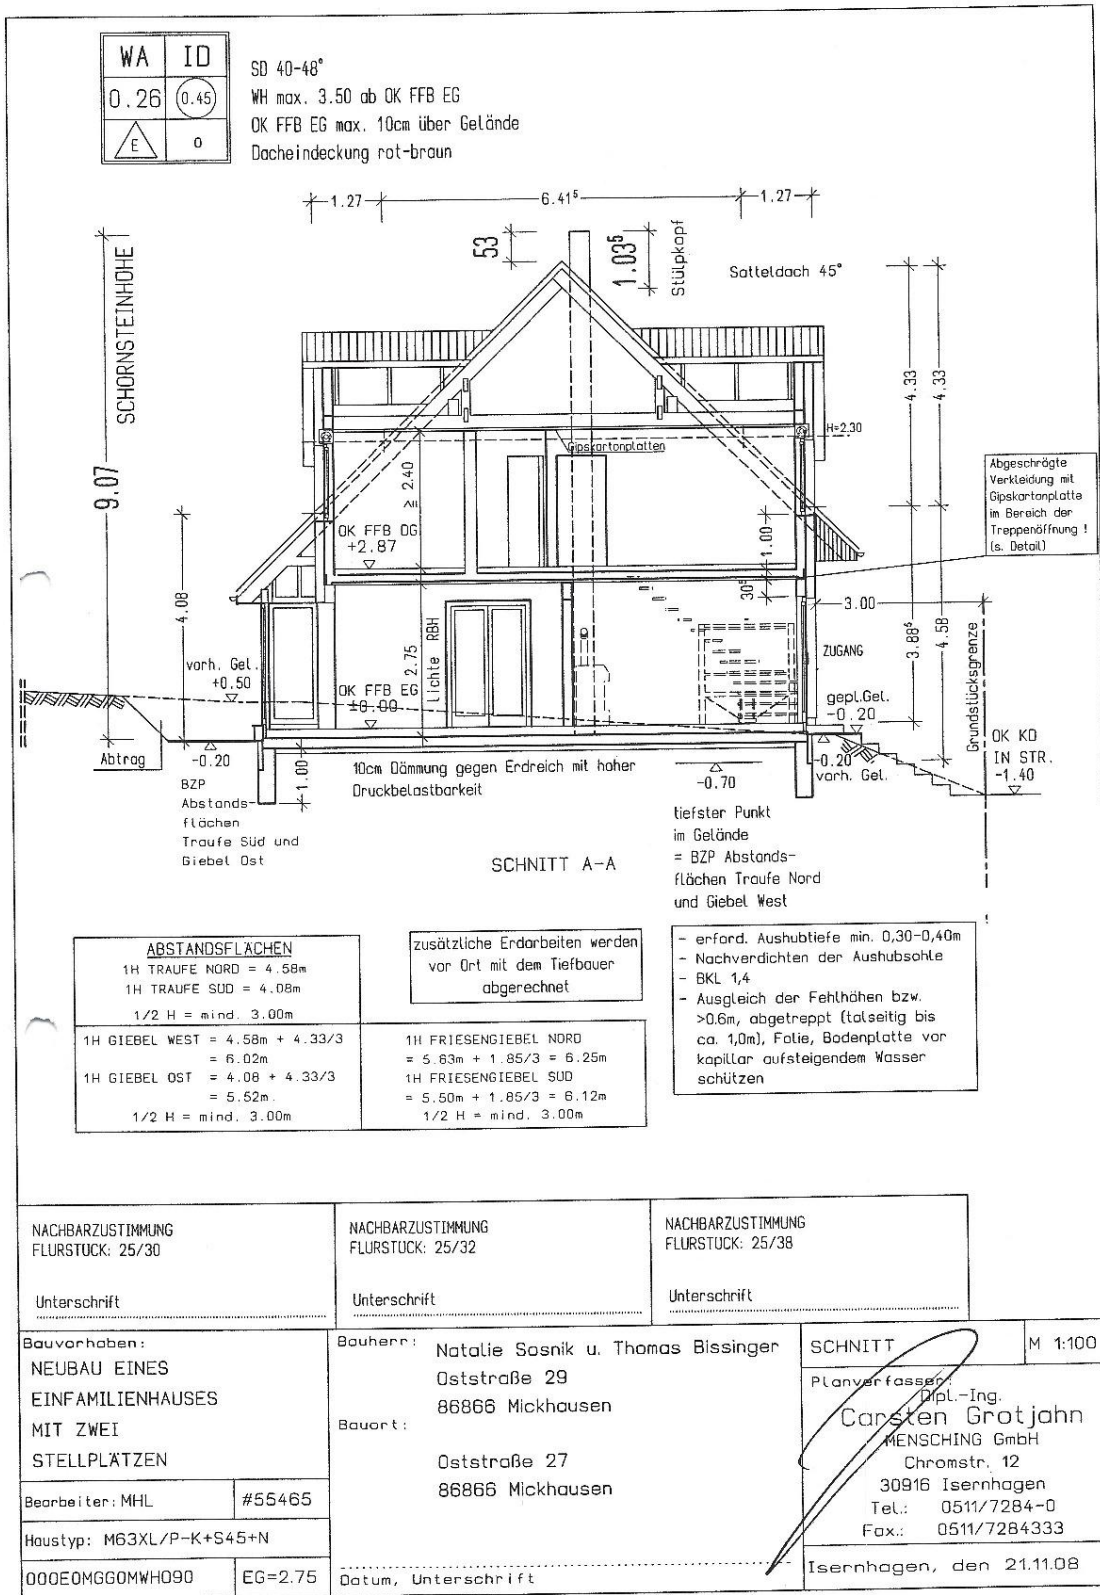 WA ID
0.26 0.45
E o
SD 40-48°
WH max. 3.50 ab OK FFB EG
OK FFB EG max. 10cm über Gelände
Dacheindeckung rot-braun
1.27 6.41⁵ 1.27
SCHORNSTEINHÖHE
9.07
53
1.03⁵
Stülpkopf
Satteldach 45°
4.33
4.33
H=2.30
Gipskartonplatten
≥ 2.40
OK FFB DG
+2.87
1.00
30⁵
Abgeschrägte
Verkleidung mit
Gipskartonplatte
im Bereich der
Treppenöffnung !
(s. Detail)
4.08
vorh. Gel.
+0.50
OK FFB EG
±0.00
2.75
lichte RBH
3.00
ZUGANG
3.88⁵
4.58
Grundstücksgrenze
gepl.Gel.
-0.20
Abtrag
-0.20
BZP
Abstands-
flächen
Traufe Süd und
Giebel Ost
1.00
10cm Dämmung gegen Erdreich mit hoher
Druckbelastbarkeit
-0.70
tiefster Punkt
im Gelände
= BZP Abstands-
flächen Traufe Nord
und Giebel West
-0.20
vorh. Gel.
OK KD
IN STR.
-1.40
SCHNITT A-A
ABSTANDSFLÄCHEN
1H TRAUFE NORD = 4.58m
1H TRAUFE SÜD = 4.08m
1/2 H = mind. 3.00m
1H GIEBEL WEST = 4.58m + 4.33/3
= 6.02m
1H GIEBEL OST = 4.08 + 4.33/3
= 5.52m.
1/2 H = mind. 3.00m
1H FRIESENGIEBEL NORD
= 5.63m + 1.85/3 = 6.25m
1H FRIESENGIEBEL SÜD
= 5.50m + 1.85/3 = 6.12m
1/2 H = mind. 3.00m
zusätzliche Erdarbeiten werden
vor Ort mit dem Tiefbauer
abgerechnet
- erford. Aushubtiefe min. 0,30-0,40m
- Nachverdichten der Aushubsohle
- BKL 1,4
- Ausgleich der Fehlhöhen bzw.
>0.6m, abgetreppt (talseitig bis
ca. 1,0m), Folie, Bodenplatte vor
kapillar aufsteigendem Wasser
schützen
NACHBARZUSTIMMUNG
FLURSTÜCK: 25/30
Unterschrift
NACHBARZUSTIMMUNG
FLURSTÜCK: 25/32
Unterschrift
NACHBARZUSTIMMUNG
FLURSTÜCK: 25/38
Unterschrift
Bauvorhaben:
NEUBAU EINES
EINFAMILIENHAUSES
MIT ZWEI
STELLPLÄTZEN
Bearbeiter: MHL #55465
Haustyp: M63XL/P-K+S45+N
000E0MGG0MWH090 EG=2.75
Bauherr: Natalie Sosnik u. Thomas Bissinger
Oststraße 29
86866 Mickhausen
Bauort:
Oststraße 27
86866 Mickhausen
Datum, Unterschrift
SCHNITT M 1:100
Planverfasser:
Dipl.-Ing.
Carsten Grotjahn
MENSCHING GmbH
Chromstr. 12
30916 Isernhagen
Tel.: 0511/7284-0
Fax.: 0511/7284333
Isernhagen, den 21.11.08